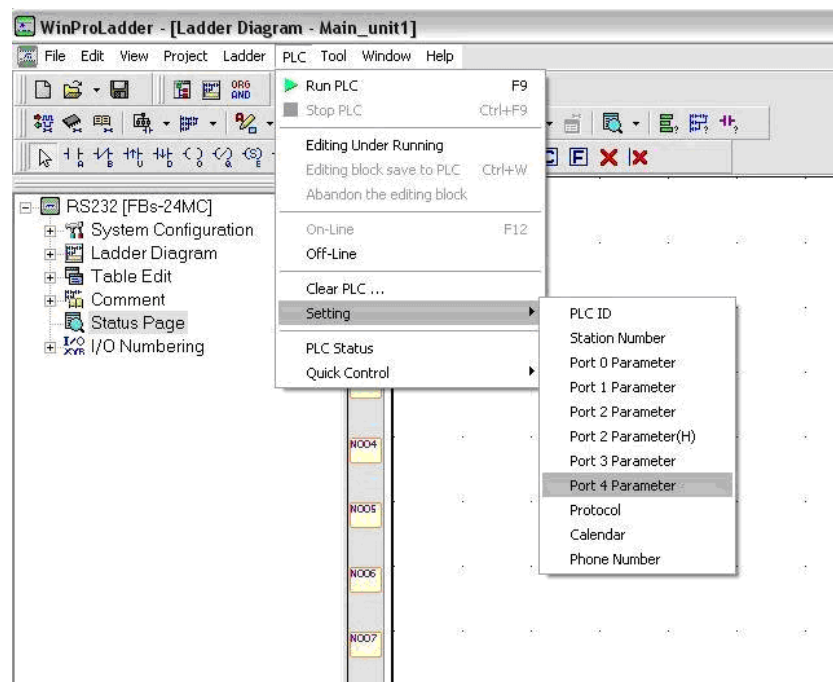 WinProLadder - [Ladder Diagram - Main_unit1]
File Edit View Project Ladder PLC Tool Window Help
ORG
AND
Run PLC F9
Stop PLC Ctrl+F9
Editing Under Running
Editing block save to PLC Ctrl+W
Abandon the editing block
On-Line F12
Off-Line
Clear PLC ...
Setting
PLC Status
Quick Control
PLC ID
Station Number
Port 0 Parameter
Port 1 Parameter
Port 2 Parameter
Port 2 Parameter(H)
Port 3 Parameter
Port 4 Parameter
Protocol
Calendar
Phone Number
RS232 [FBs-24MC]
System Configuration
Ladder Diagram
Table Edit
Comment
Status Page
I/O Numbering
N004
N005
N006
N007